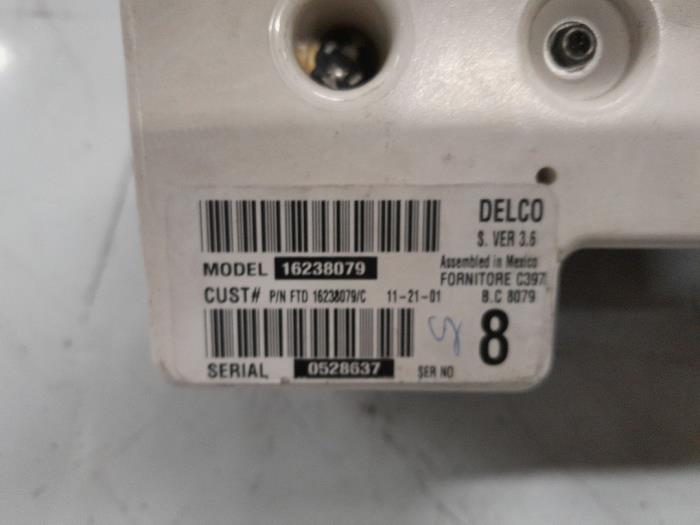 DELCO
S. VER 3.6
MODEL 16238079
Assembled in Mexico
FORNITORE C397
CUST# P/N FTD 16238079/C 11-21-01 B.C 8079
8
SERIAL 0528637 SER NO